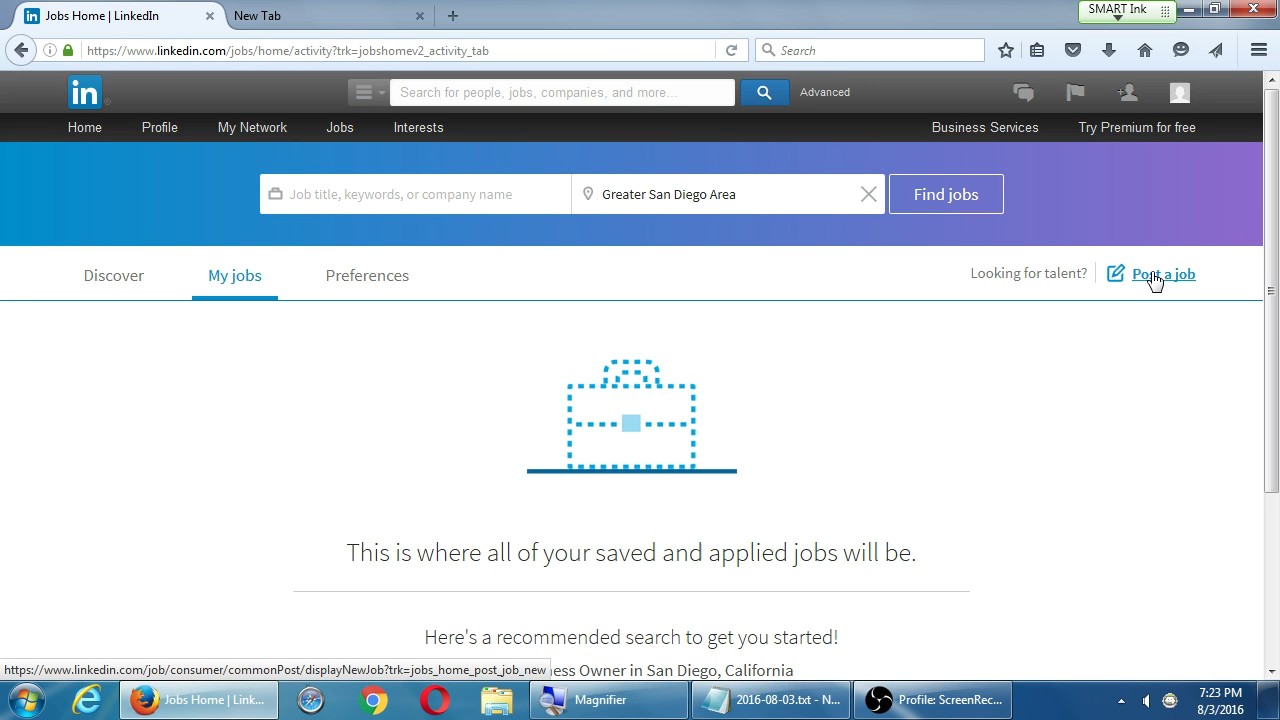 Jobs Home | LinkedIn
New Tab
SMART Ink
https://www.linkedin.com/jobs/home/activity?trk=jobshomev2_activity_tab
Search
in
Search for people, jobs, companies, and more...
Advanced
Home Profile My Network Jobs Interests Business Services Try Premium for free
Job title, keywords, or company name
Greater San Diego Area
Find jobs
Discover My jobs Preferences
Looking for talent? Post a job
This is where all of your saved and applied jobs will be.
Here's a recommended search to get you started!
ess Owner in San Diego, California
https://www.linkedin.com/job/consumer/commonPost/displayNewJob?trk=jobs_home_post_job_new
Jobs Home | Link...
Magnifier
2016-08-03.txt - N...
Profile: ScreenRec...
7:23 PM
8/3/2016